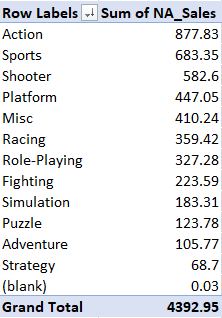 Row Labels Sum of NA_Sales
Action 877.83
Sports 683.35
Shooter 582.6
Platform 447.05
Misc 410.24
Racing 359.42
Role-Playing 327.28
Fighting 223.59
Simulation 183.31
Puzzle 123.78
Adventure 105.77
Strategy 68.7
(blank) 0.03
Grand Total 4392.95